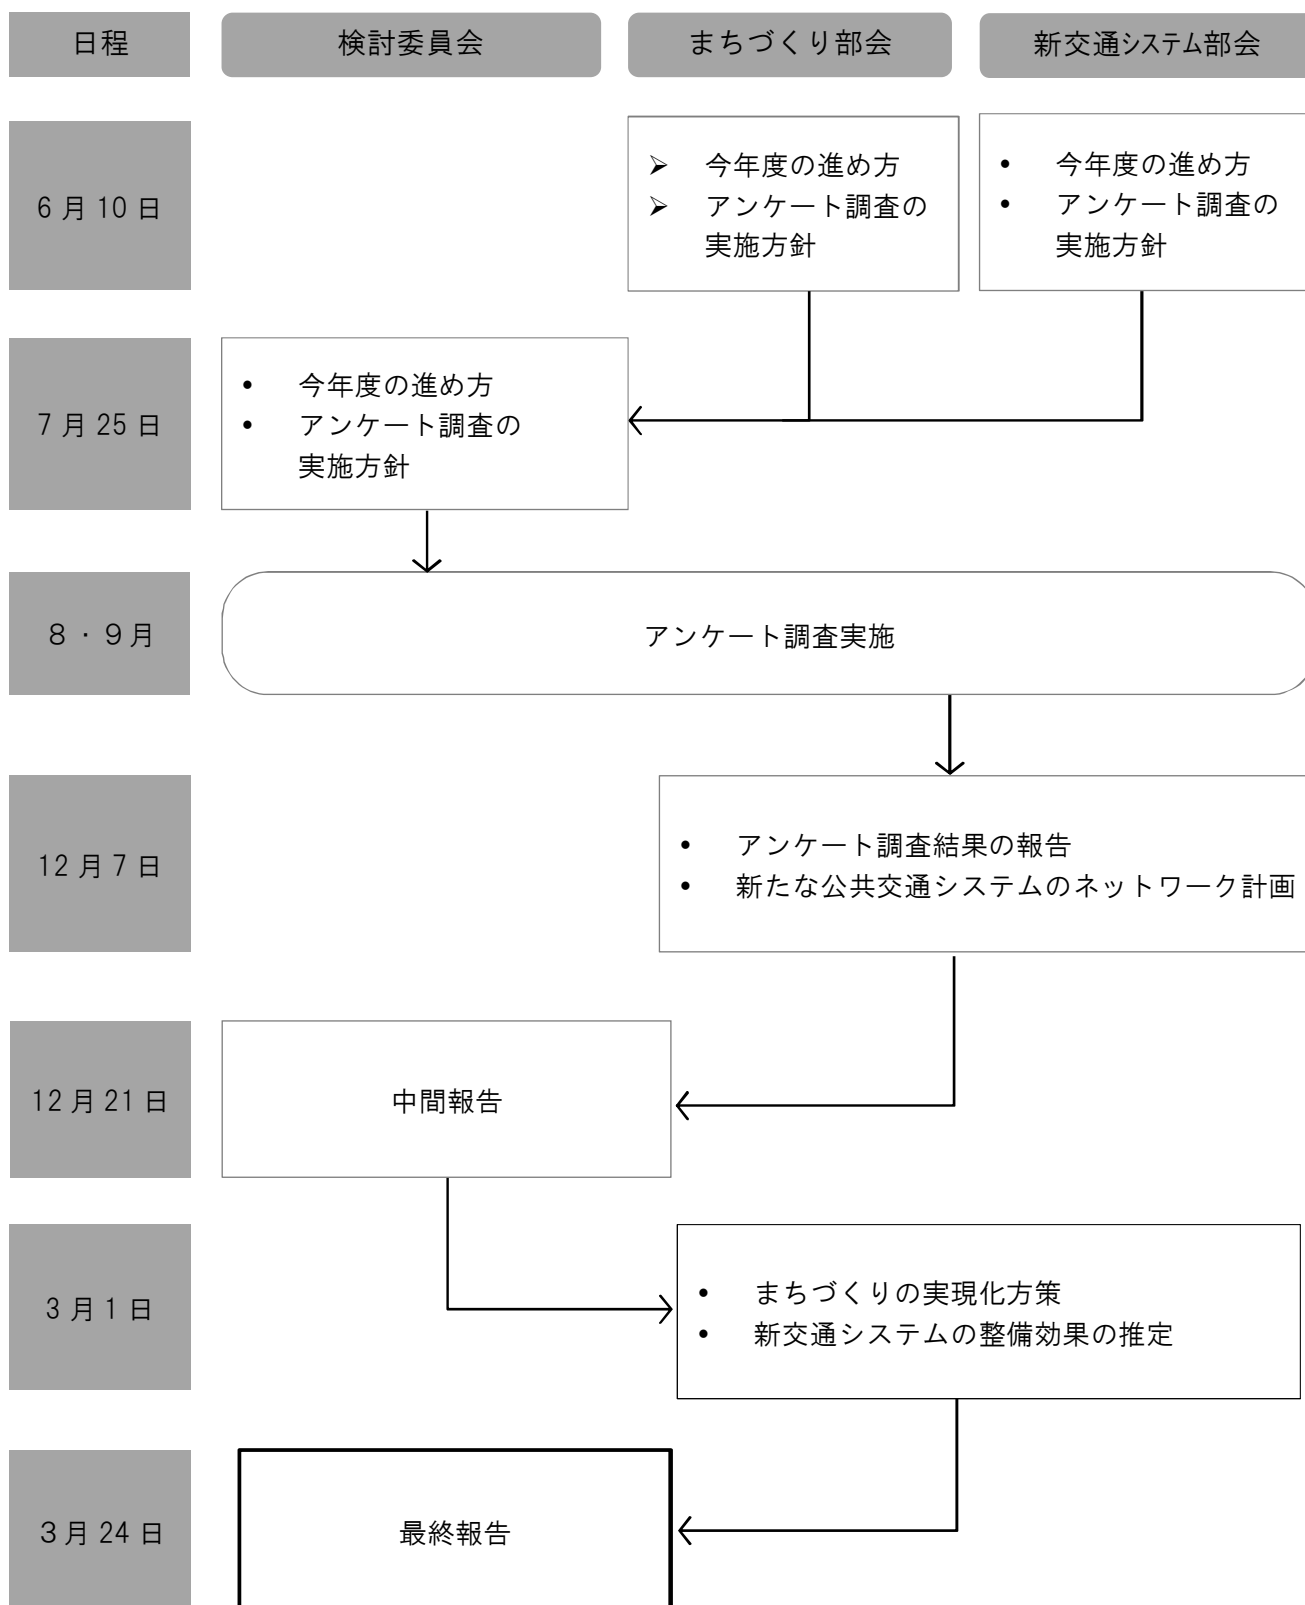 日程
検討委員会
まちづくり部会
新交通システム部会
6月10日
➢ 今年度の進め方
➢ アンケート調査の
実施方針
• 今年度の進め方
• アンケート調査の
実施方針
7月25日
• 今年度の進め方
• アンケート調査の
実施方針
８・９月
アンケート調査実施
12月7日
• アンケート調査結果の報告
• 新たな公共交通システムのネットワーク計画
12月21日
中間報告
3月1日
• まちづくりの実現化方策
• 新交通システムの整備効果の推定
３月24日
最終報告